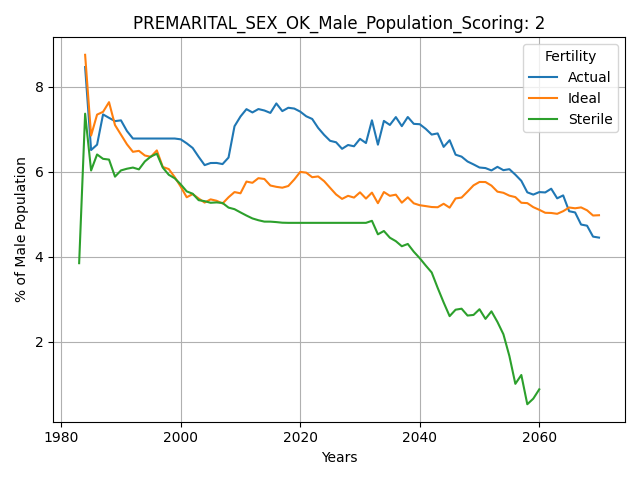 PREMARITAL_SEX_OK_Male_Population_Scoring: 2
Fertility
Actual
Ideal
Sterile
% of Male Population
8
6
4
2
1980 2000 2020 2040 2060
Years